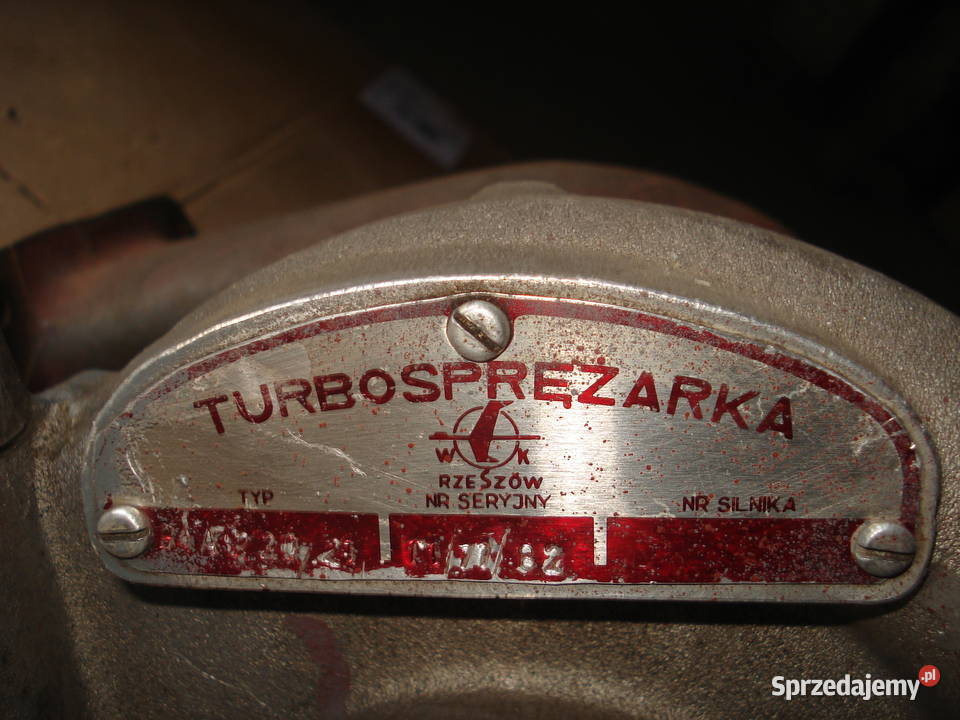 TURBOSPRĘŻARKA
W S K
RZESZÓW
TYP NR SERYJNY NR SILNIKA
Sprzedajemy.pl